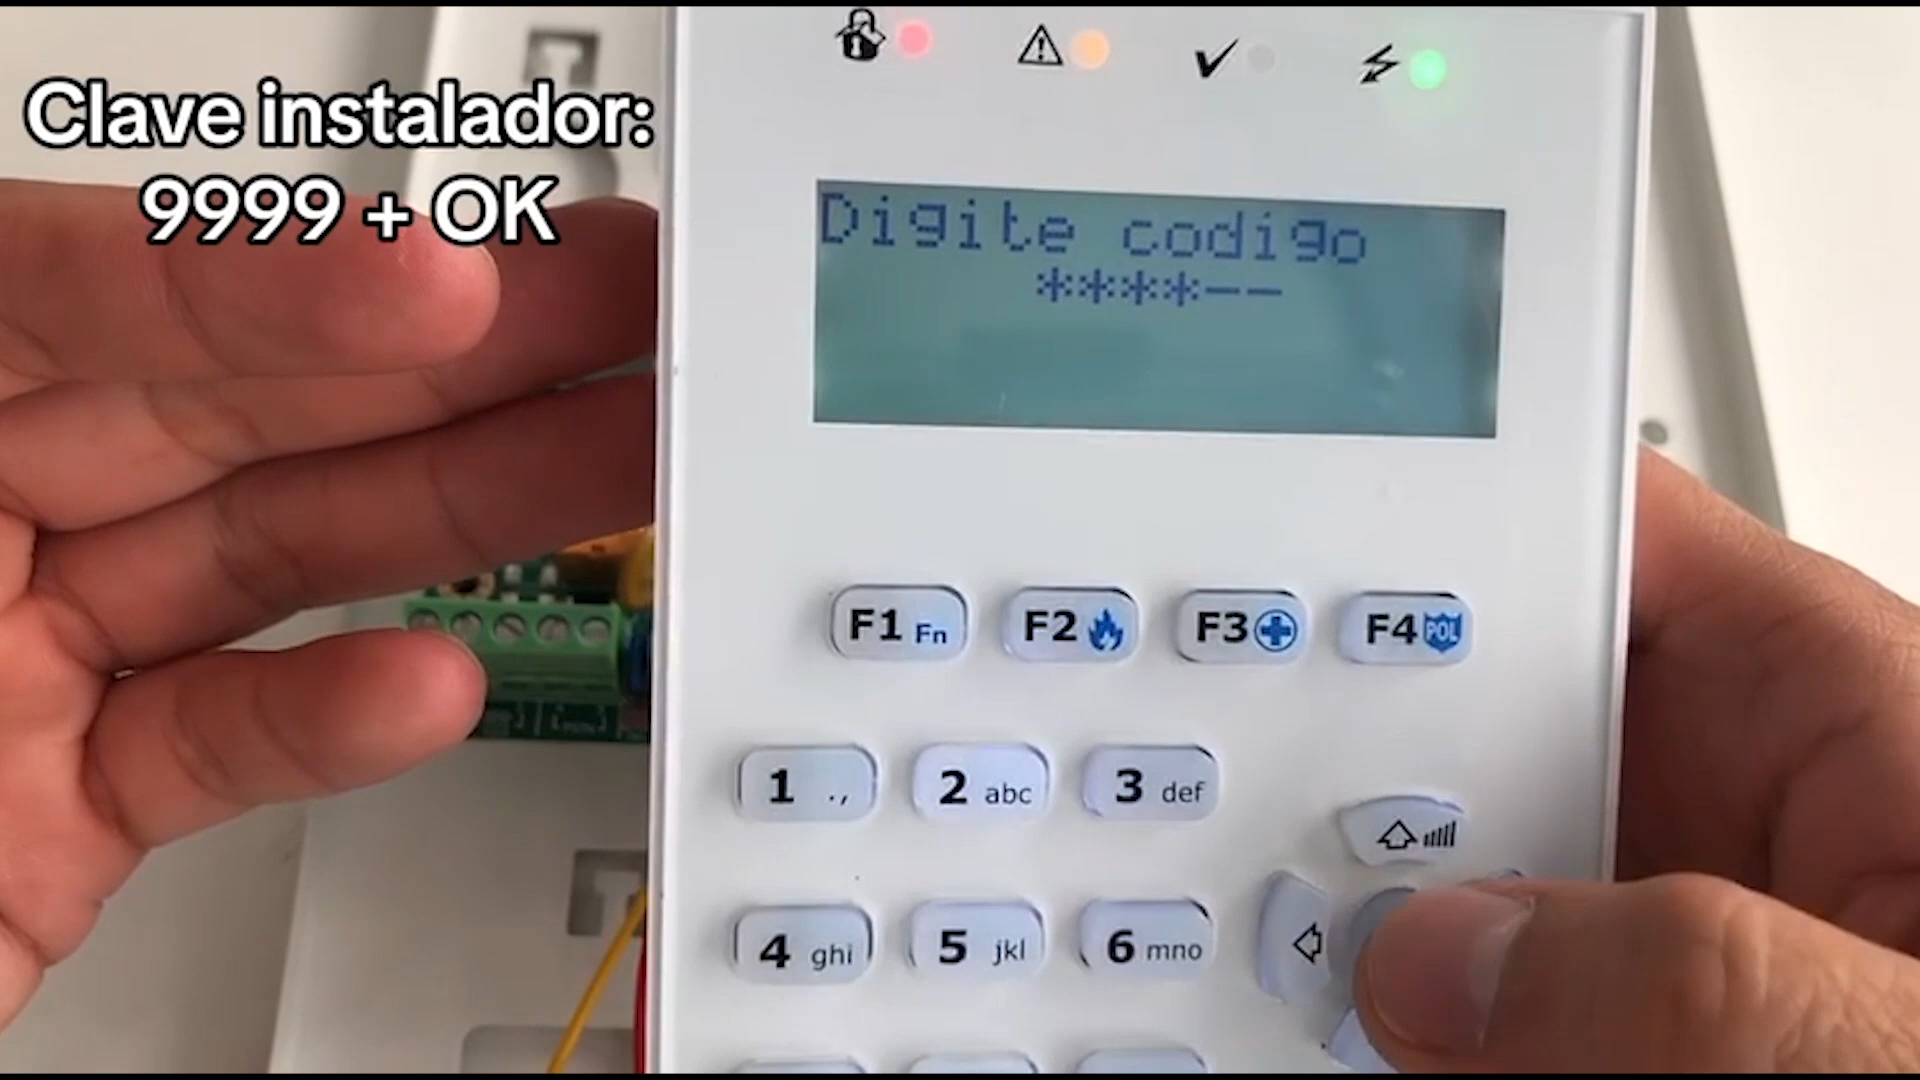 Clave instalador:
9999 + OK
Digite codigo
****--
F1 Fn
F2
F3
F4 POL
1 .,
2 abc
3 def
4 ghi
5 jkl
6 mno